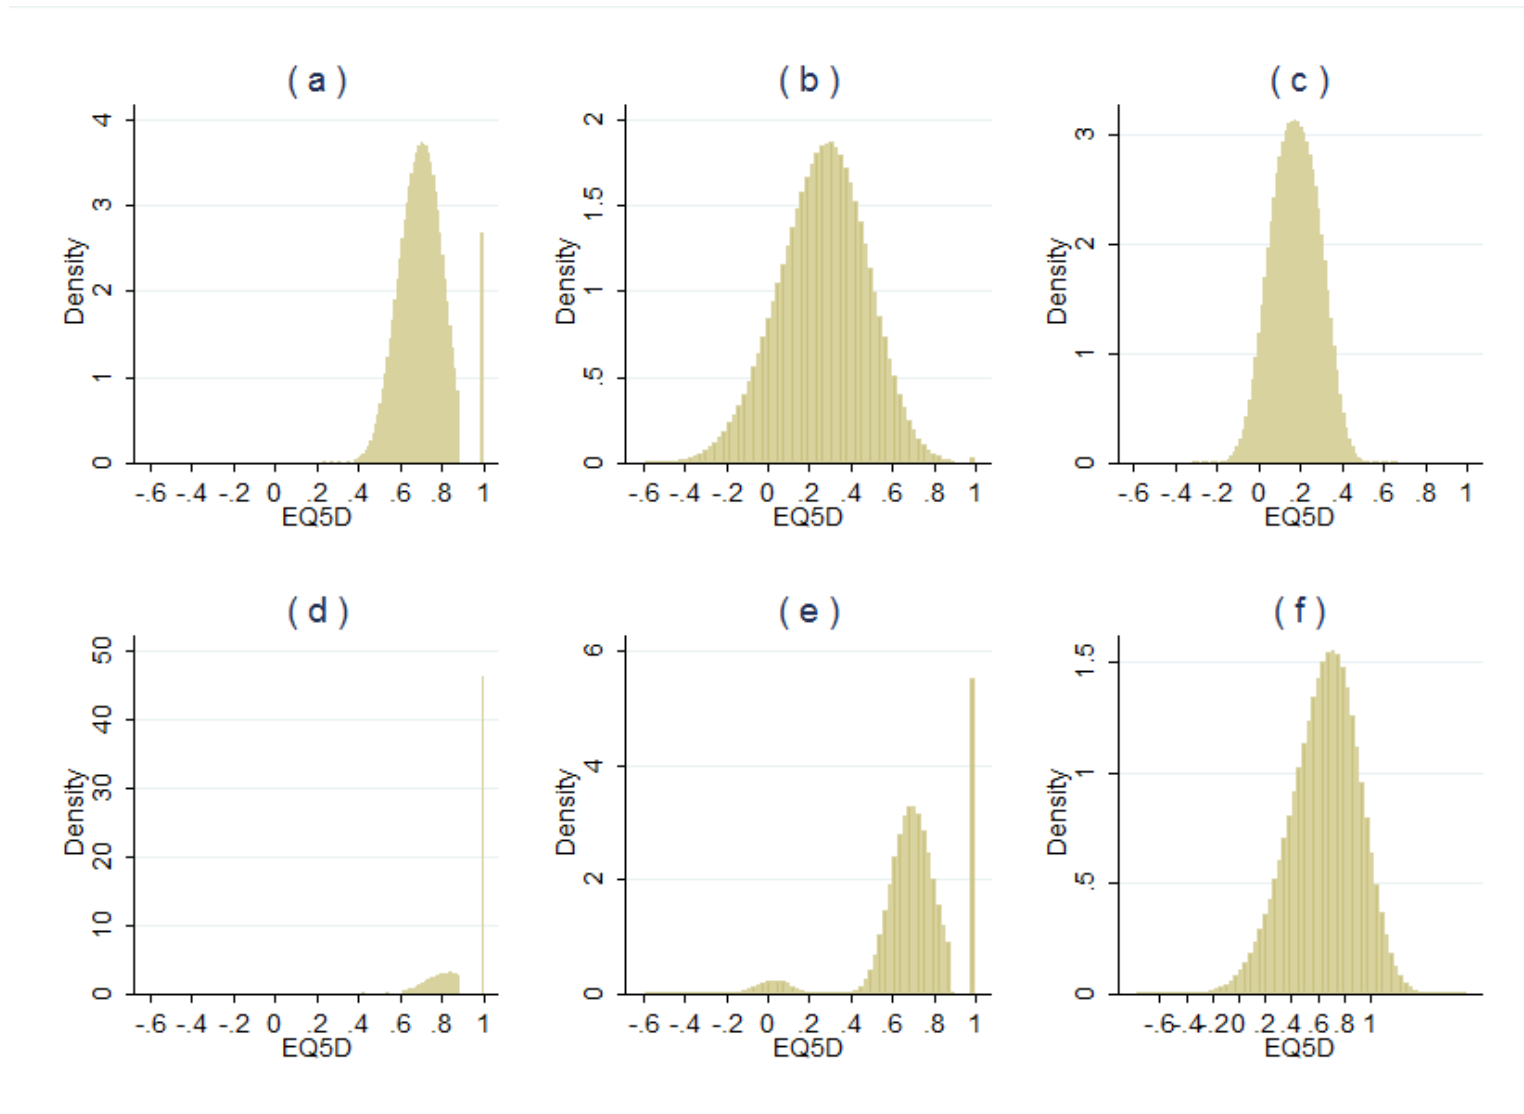 ( a )
4
3
2
1
0
Density
-.6 -.4 -.2 0 .2 .4 .6 .8 1
EQ5D
( b )
2
1.5
1
.5
0
Density
-.6 -.4 -.2 0 .2 .4 .6 .8 1
EQ5D
( c )
3
2
1
0
Density
-.6 -.4 -.2 0 .2 .4 .6 .8 1
EQ5D
( d )
50
40
30
20
10
0
Density
-.6 -.4 -.2 0 .2 .4 .6 .8 1
EQ5D
( e )
6
4
2
0
Density
-.6 -.4 -.2 0 .2 .4 .6 .8 1
EQ5D
( f )
1.5
1
.5
0
Density
-.6-.4-.20 .2 .4 .6 .8 1
EQ5D